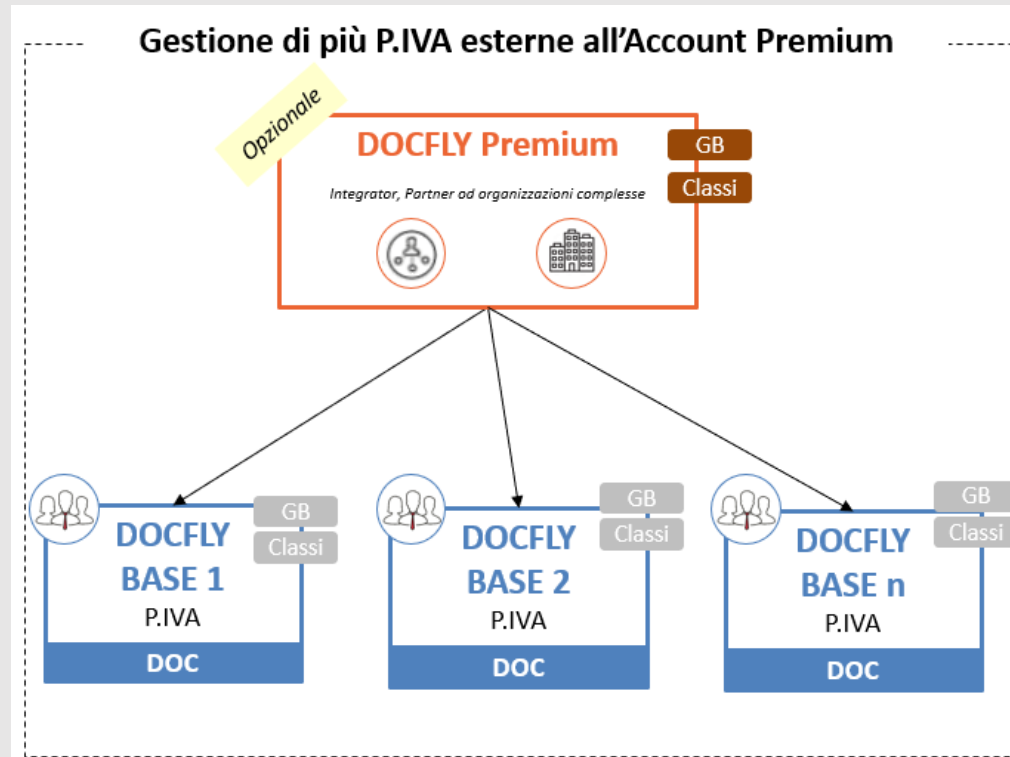 Gestione di più P.IVA esterne all'Account Premium
Opzionale
DOCFLY Premium
GB
Classi
Integrator, Partner od organizzazioni complesse
DOCFLY
BASE 1
P.IVA
DOC
GB
Classi
DOCFLY
BASE 2
P.IVA
DOC
GB
Classi
DOCFLY
BASE n
P.IVA
DOC
GB
Classi